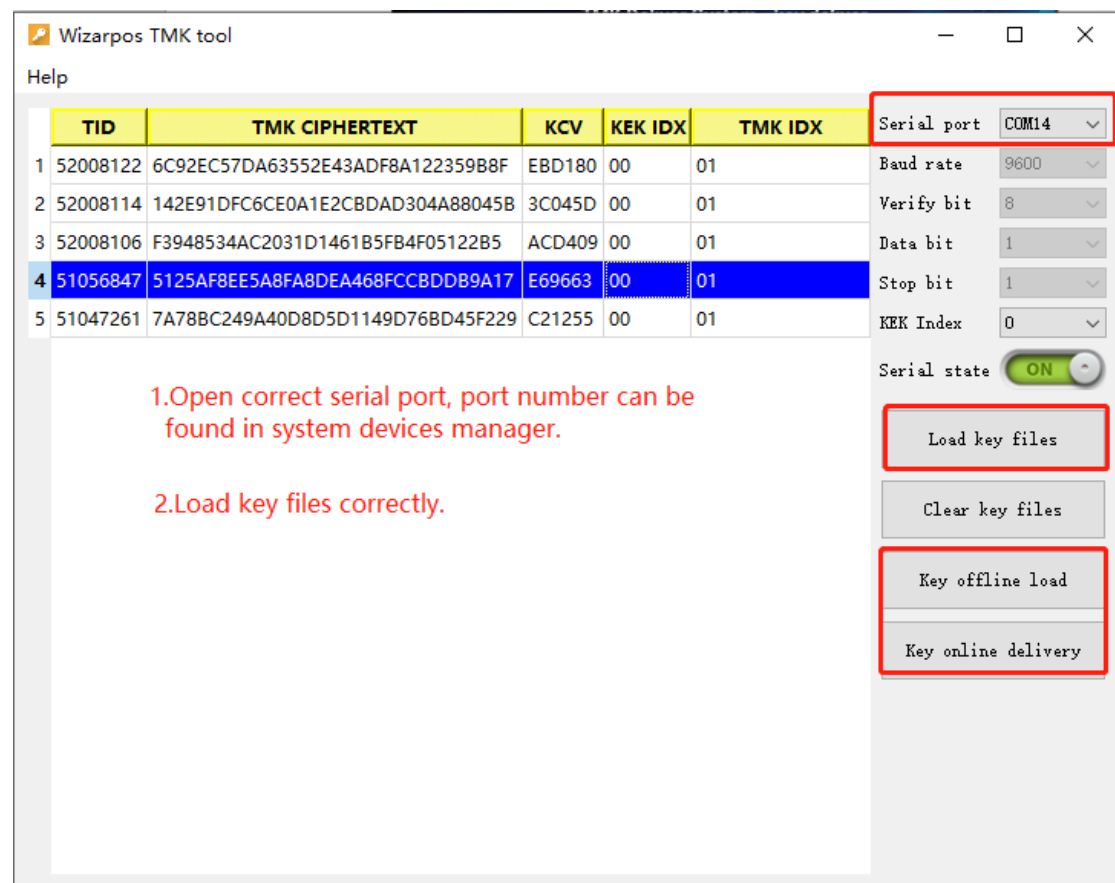 Wizarpos TMK tool
Help
TID TMK CIPHERTEXT KCV KEK IDX TMK IDX
1 52008122 6C92EC57DA63552E43ADF8A122359B8F EBD180 00 01
2 52008114 142E91DFC6CE0A1E2CBDAD304A88045B 3C045D 00 01
3 52008106 F3948534AC2031D1461B5FB4F05122B5 ACD409 00 01
4 51056847 5125AF8EE5A8FA8DEA468FCCBDDB9A17 E69663 00 01
5 51047261 7A78BC249A40D8D5D1149D76BD45F229 C21255 00 01
Serial port COM14
Baud rate 9600
Verify bit 8
Data bit 1
Stop bit 1
KEK Index 0
Serial state ON
Load key files
Clear key files
Key offline load
Key online delivery
1.Open correct serial port, port number can be
found in system devices manager.
2.Load key files correctly.